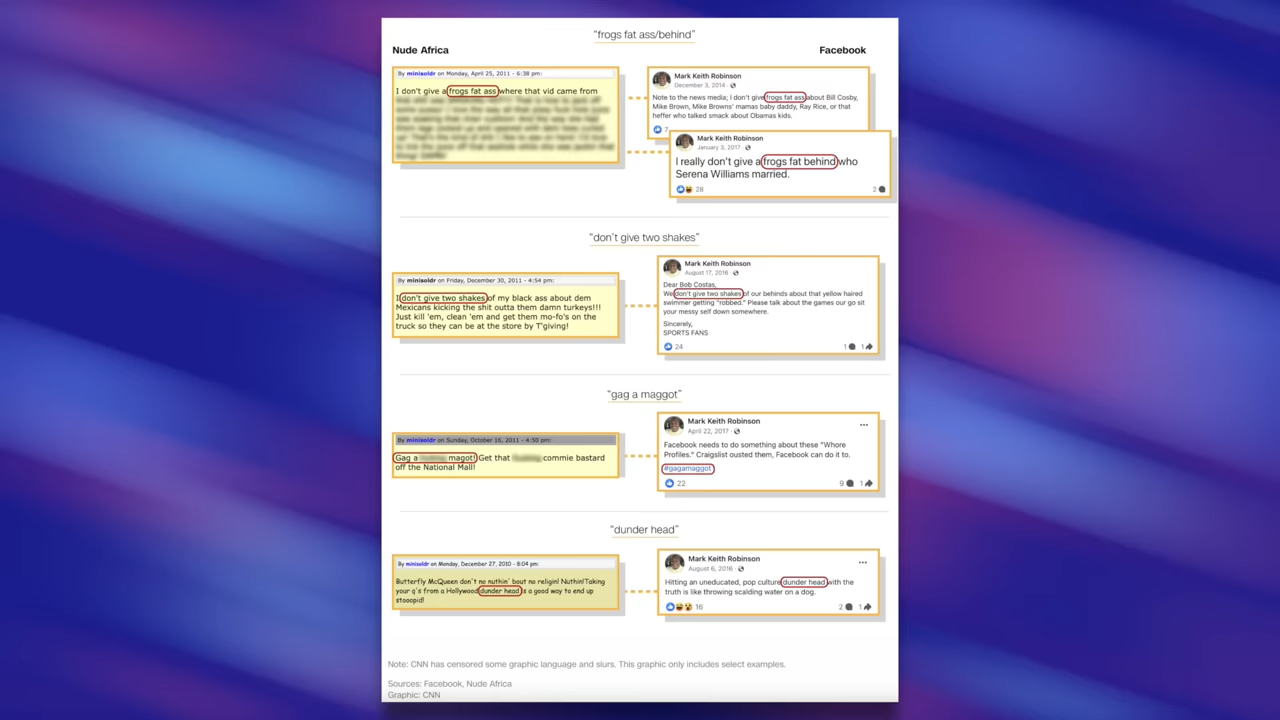 "frogs fat ass/behind"
Nude Africa
Facebook
By minisoldr on Monday, April 25, 2011 - 6:38 pm:
I don't give a frogs fat ass where that vid came from
Mark Keith Robinson
December 3, 2014 ·
Note to the news media; I don't give frogs fat ass about Bill Cosby,
Mike Brown, Mike Browns' mamas baby daddy, Ray Rice, or that
heffer who talked smack about Obamas kids.
7
Mark Keith Robinson
January 3, 2017 ·
I really don't give a frogs fat behind who
Serena Williams married.
28
2
"don't give two shakes"
By minisoldr on Friday, December 30, 2011 - 4:54 pm:
I don't give two shakes of my black ass about dem
Mexicans kicking the shit outta them damn turkeys!!!
Just kill 'em, clean 'em and get them mo-fo's on the
truck so they can be at the store by T'giving!
Mark Keith Robinson
August 17, 2016 ·
Dear Bob Costas,
We don't give two shakes of our behinds about that yellow haired
swimmer getting "robbed." Please talk about the games our go sit
your messy self down somewhere.
Sincerely,
SPORTS FANS
24
1 1
"gag a maggot"
By minisoldr on Sunday, October 16, 2011 - 4:50 pm:
Gag a magot! Get that commie bastard
off the National Mall!
Mark Keith Robinson
April 22, 2017 ·
Facebook needs to do something about these "Whore
Profiles." Craigslist ousted them, Facebook can do it to.
#gagamaggot
22
9 1
"dunder head"
By minisoldr on Monday, December 27, 2010 - 8:04 pm:
Butterfly McQueen don't no nuthin' bout no religin! Nuthin!Taking
your q's from a Hollywood dunder head is a good way to end up
stooopid!
Mark Keith Robinson
August 6, 2016 ·
Hitting an uneducated, pop culture dunder head with the
truth is like throwing scalding water on a dog.
16
2 1
Note: CNN has censored some graphic language and slurs. This graphic only includes select examples.
Sources: Facebook, Nude Africa
Graphic: CNN